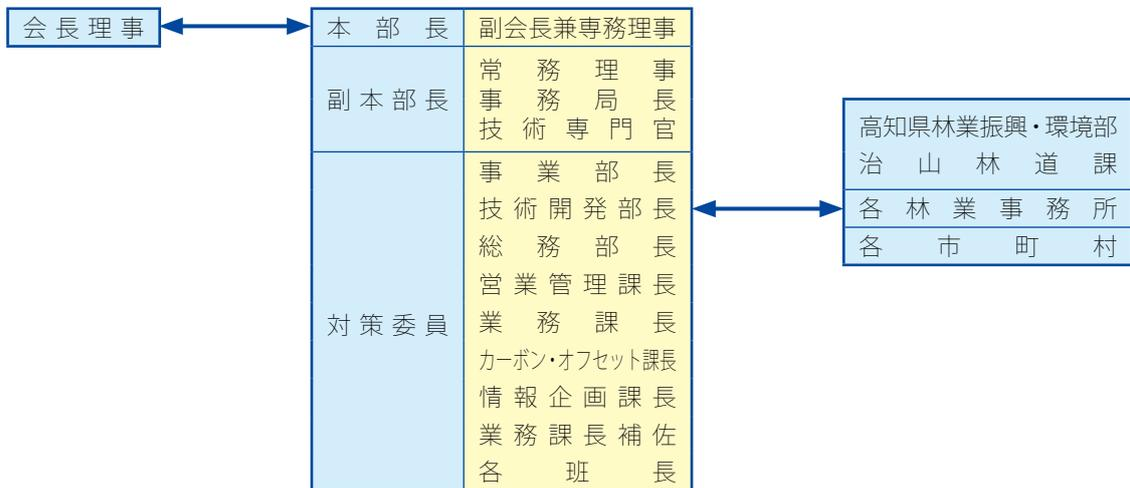 会長理事
本部長 副会長兼専務理事
副本部長
常務理事
事務局長
技術専門官
対策委員
事業部長
技術開発部長
総務部長
営業管理課長
業務課長
カーボン・オフセット課長
情報企画課長
業務課長補佐
各班長
高知県林業振興・環境部
治山林道課
各林業事務所
各市町村